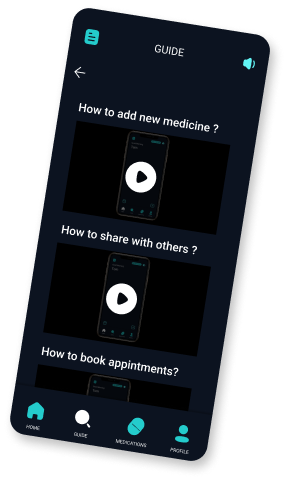 GUIDE
How to add new medicine ?
How to share with others ?
How to book appintments?
HOME
GUIDE
MEDICATIONS
PROFILE